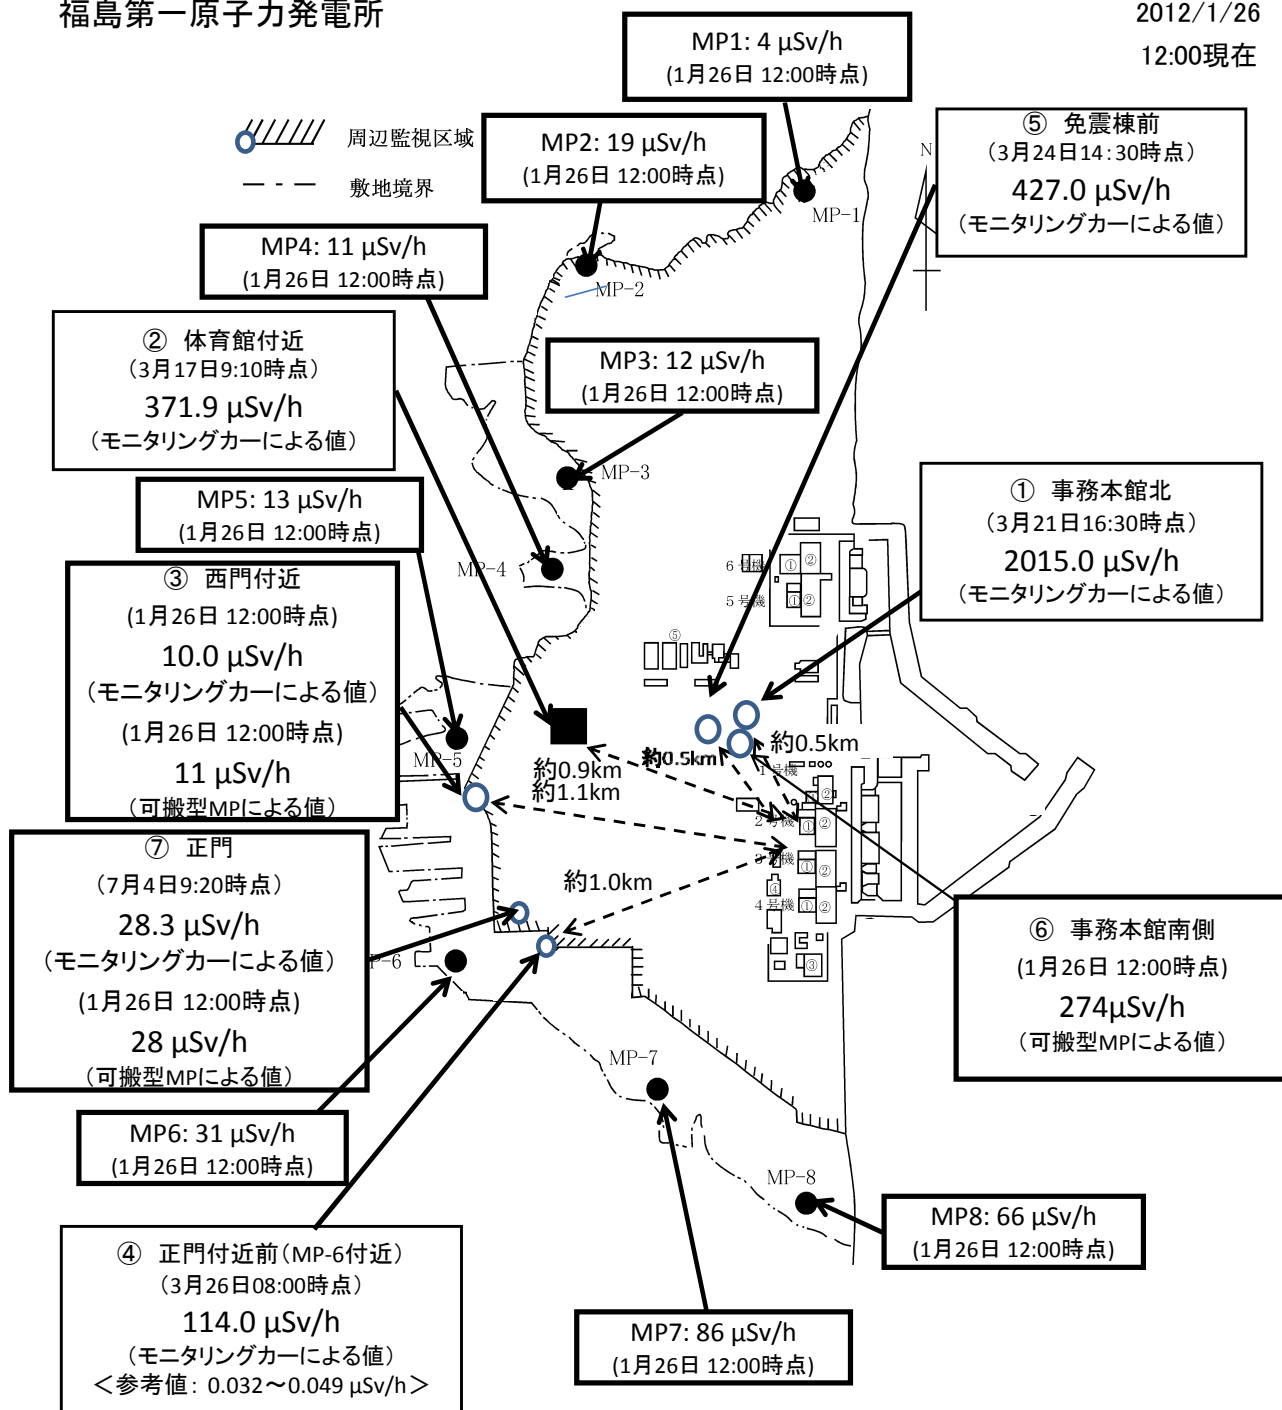 福島第一原子力発電所
2012/1/26
12:00現在
周辺監視区域
敷地境界
MP1: 4 μSv/h
(1月26日 12:00時点)
MP2: 19 μSv/h
(1月26日 12:00時点)
⑤ 免震棟前
(3月24日14:30時点)
427.0 μSv/h
(モニタリングカーによる値)
N
MP-1
MP4: 11 μSv/h
(1月26日 12:00時点)
MP-2
② 体育館付近
(3月17日9:10時点)
371.9 μSv/h
(モニタリングカーによる値)
MP3: 12 μSv/h
(1月26日 12:00時点)
MP-3
MP5: 13 μSv/h
(1月26日 12:00時点)
① 事務本館北
(3月21日16:30時点)
2015.0 μSv/h
(モニタリングカーによる値)
MP-4
③ 西門付近
(1月26日 12:00時点)
10.0 μSv/h
(モニタリングカーによる値)
(1月26日 12:00時点)
11 μSv/h
(可搬型MPによる値)
6号機
① ②
5号機
① ②
⑤
MP-5
約0.9km
約1.1km
約0.5km
約0.5km
1号機
②
2号機
① ②
3号機
① ②
④
4号機
① ②
③
約1.0km
⑦ 正門
(7月4日9:20時点)
28.3 μSv/h
(モニタリングカーによる値)
(1月26日 12:00時点)
28 μSv/h
(可搬型MPによる値)
P-6
⑥ 事務本館南側
(1月26日 12:00時点)
274μSv/h
(可搬型MPによる値)
MP-7
MP6: 31 μSv/h
(1月26日 12:00時点)
MP-8
MP8: 66 μSv/h
(1月26日 12:00時点)
④ 正門付近前(MP-6付近)
(3月26日08:00時点)
114.0 μSv/h
(モニタリングカーによる値)
<参考値: 0.032～0.049 μSv/h>
MP7: 86 μSv/h
(1月26日 12:00時点)